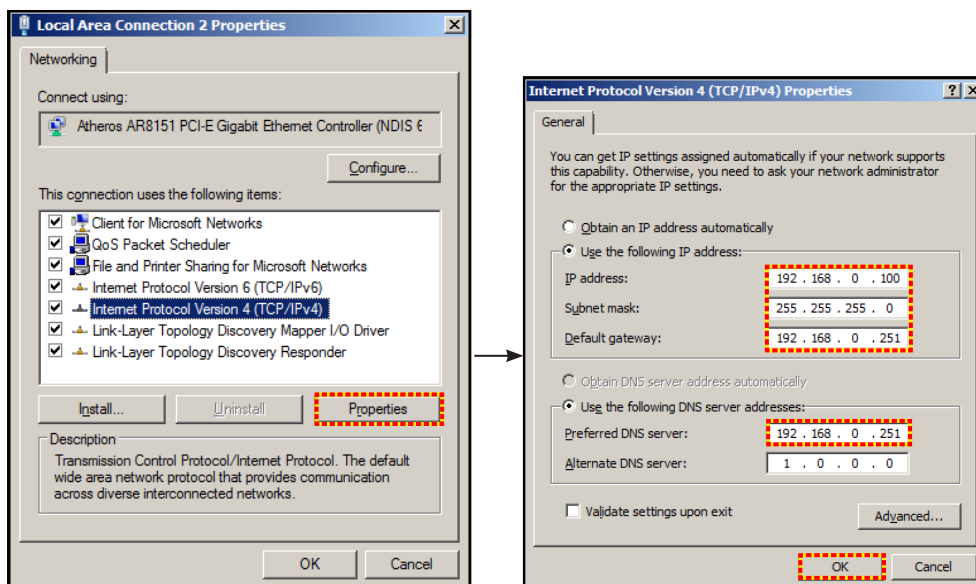 Local Area Connection 2 Properties
Networking
Connect using:
Atheros AR8151 PCI-E Gigabit Ethernet Controller (NDIS 6
Configure...
This connection uses the following items:
Client for Microsoft Networks
QoS Packet Scheduler
File and Printer Sharing for Microsoft Networks
Internet Protocol Version 6 (TCP/IPv6)
Internet Protocol Version 4 (TCP/IPv4)
Link-Layer Topology Discovery Mapper I/O Driver
Link-Layer Topology Discovery Responder
Install...
Uninstall
Properties
Description
Transmission Control Protocol/Internet Protocol. The default
wide area network protocol that provides communication
across diverse interconnected networks.
OK
Cancel
Internet Protocol Version 4 (TCP/IPv4) Properties
General
You can get IP settings assigned automatically if your network supports
this capability. Otherwise, you need to ask your network administrator
for the appropriate IP settings.
Obtain an IP address automatically
Use the following IP address:
IP address: 192 . 168 . 0 . 100
Subnet mask: 255 . 255 . 255 . 0
Default gateway: 192 . 168 . 0 . 251
Obtain DNS server address automatically
Use the following DNS server addresses:
Preferred DNS server: 192 . 168 . 0 . 251
Alternate DNS server: 1 . 0 . 0 . 0
Validate settings upon exit
Advanced...
OK
Cancel